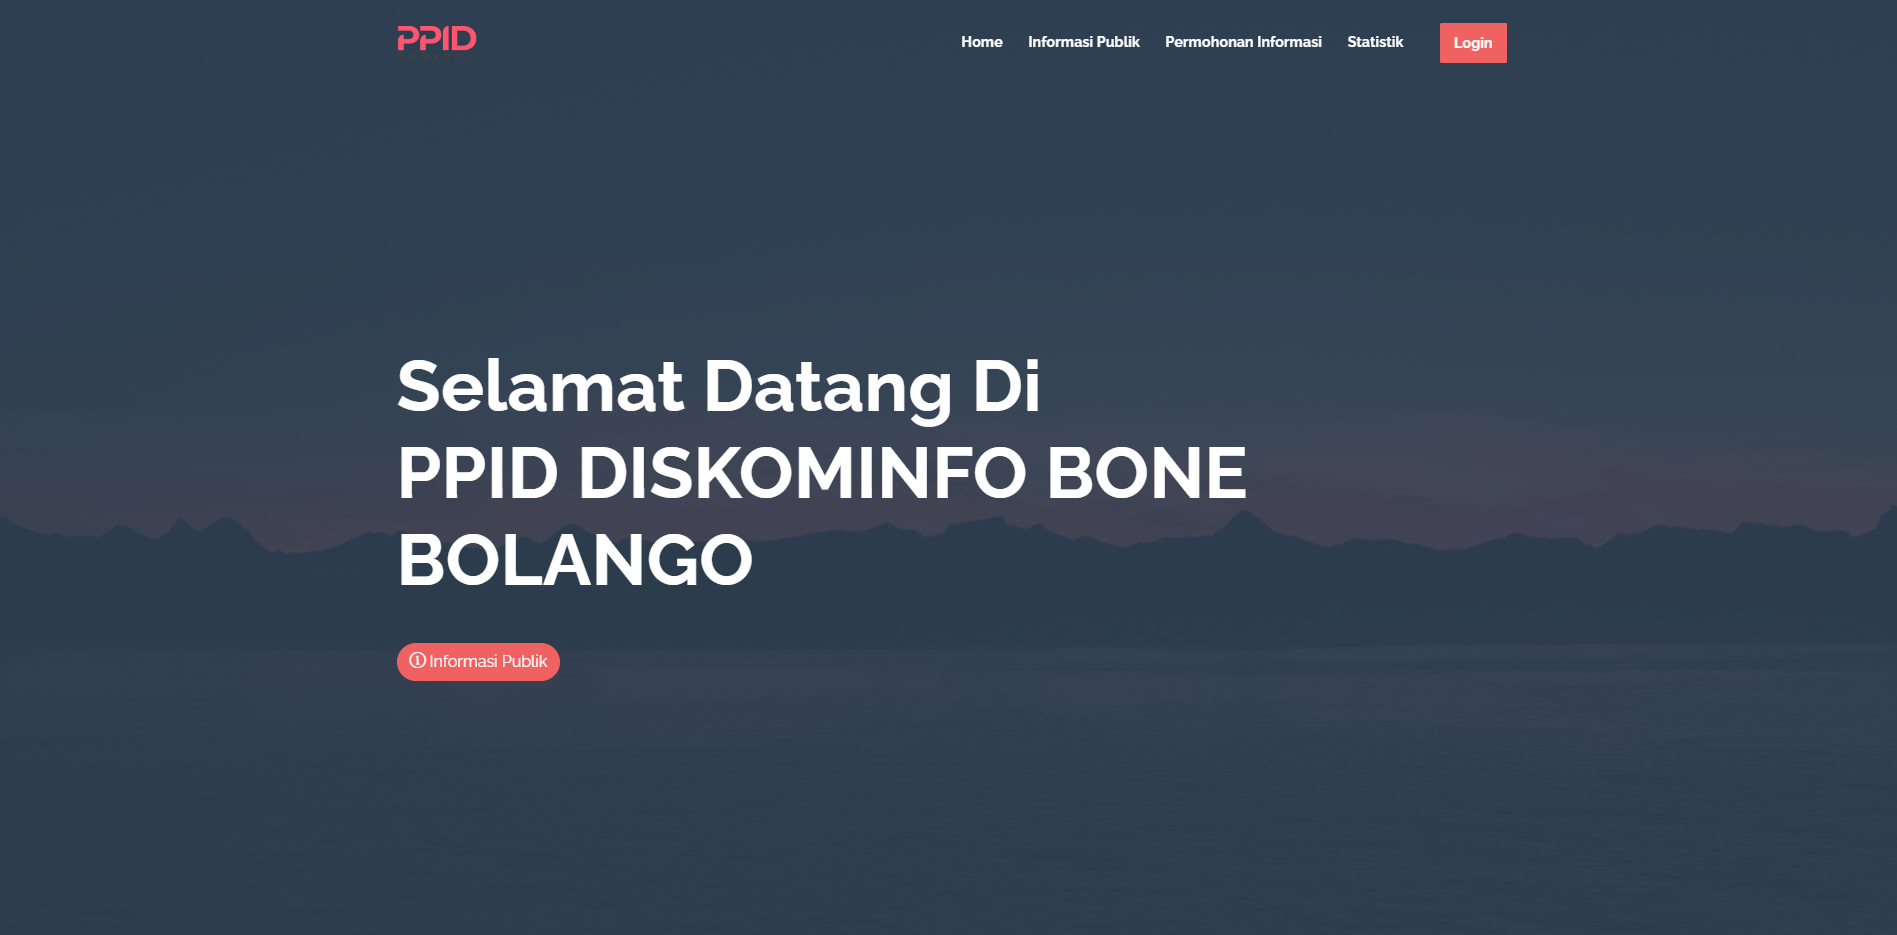 PPID
Home
Informasi Publik
Permohonan Informasi
Statistik
Login
Selamat Datang Di
PPID DISKOMINFO BONE
BOLANGO
Informasi Publik